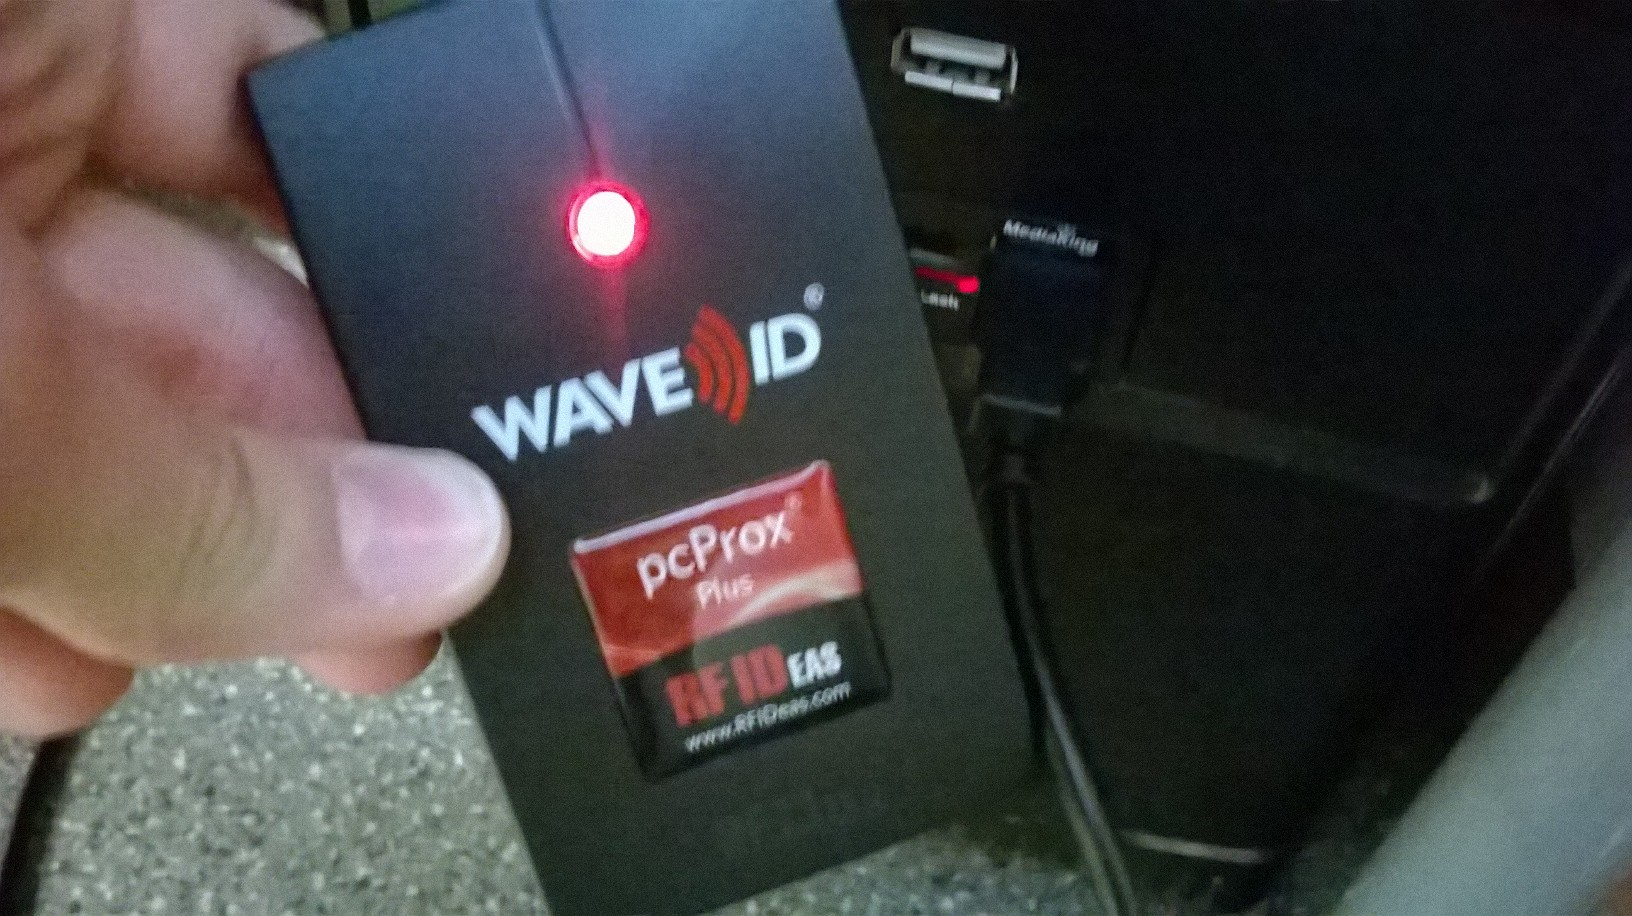 WAVE ID®
pcProx®
Plus
RF IDEAS
www.RFIDeas.com
MediaKing